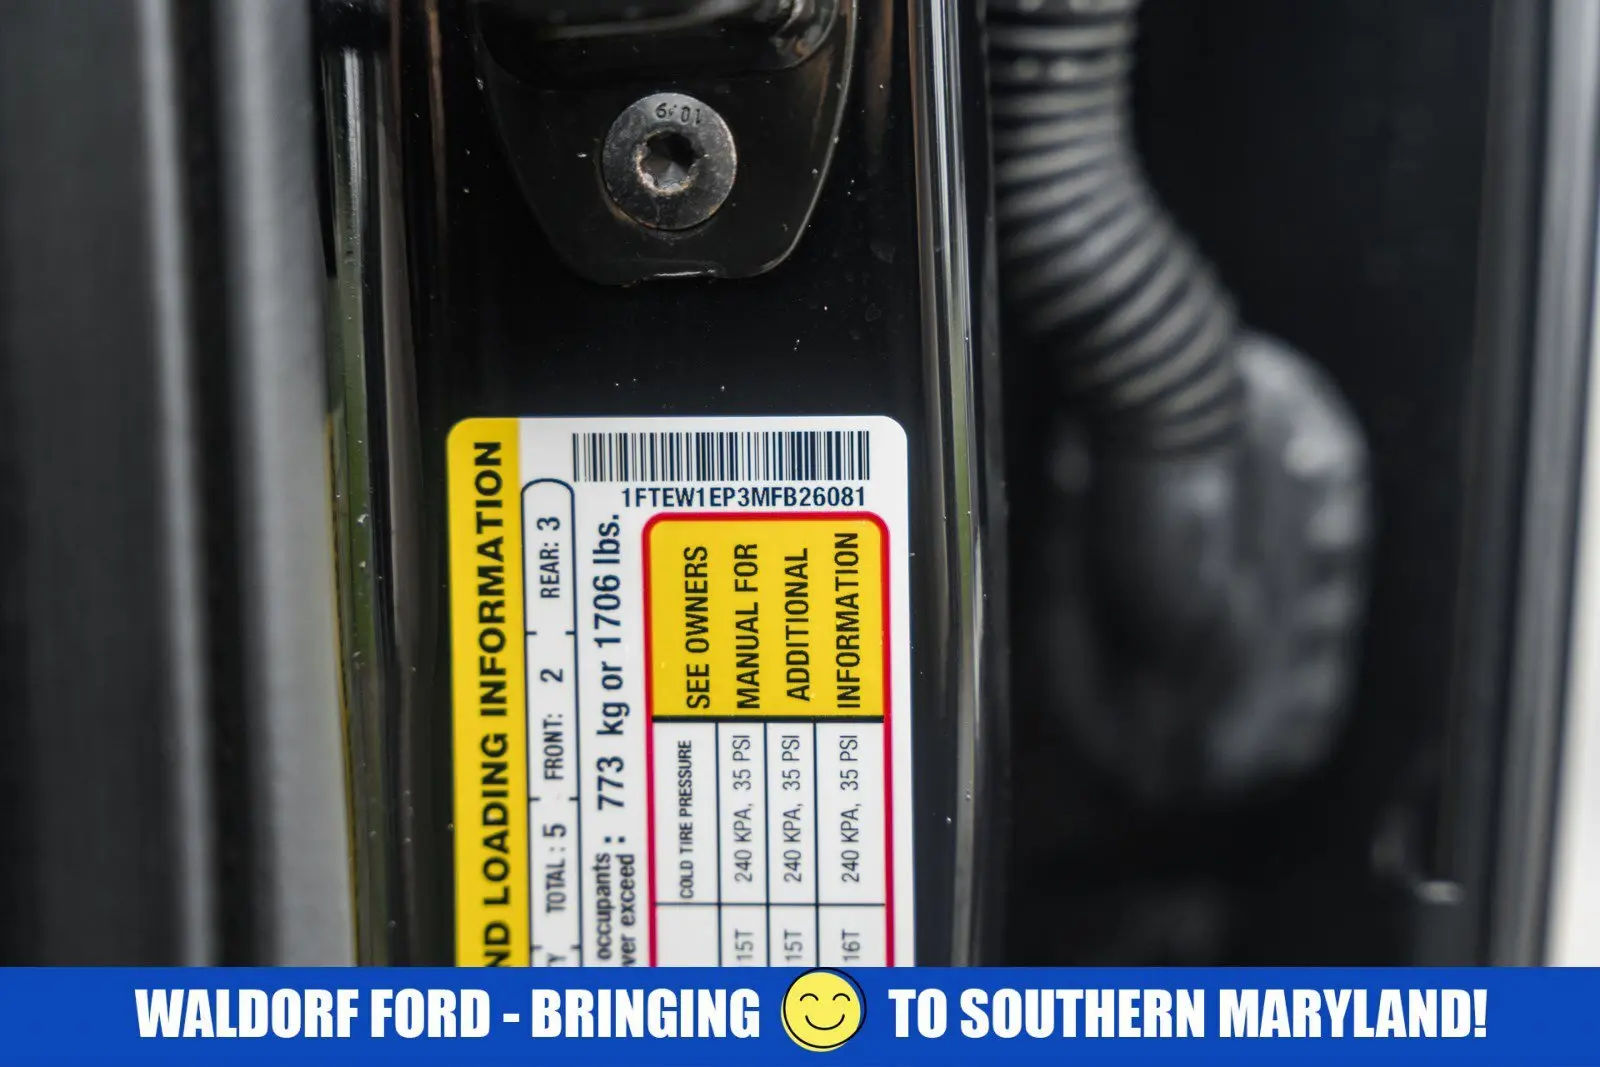 10.9
1FTEW1EP3MFB26081
ND LOADING INFORMATION
TOTAL : 5 FRONT: 2 REAR: 3
occupants
ver exceed : 773 kg or 1706 lbs.
SEE OWNERS
MANUAL FOR
ADDITIONAL
INFORMATION
COLD TIRE PRESSURE
15T 240 KPA, 35 PSI
15T 240 KPA, 35 PSI
16T 240 KPA, 35 PSI
WALDORF FORD - BRINGING TO SOUTHERN MARYLAND!